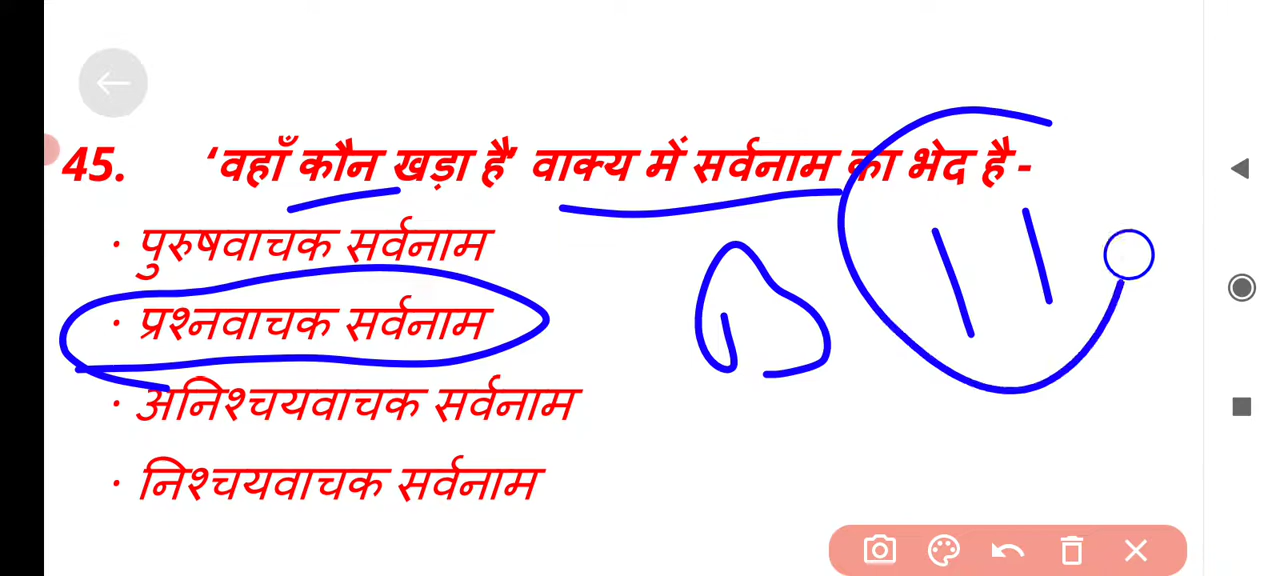 45. ‘वहाँ कौन खड़ा है’ वाक्य में सर्वनाम का भेद है -
· पुरुषवाचक सर्वनाम
· प्रश्नवाचक सर्वनाम
· अनिश्चयवाचक सर्वनाम
· निश्चयवाचक सर्वनाम